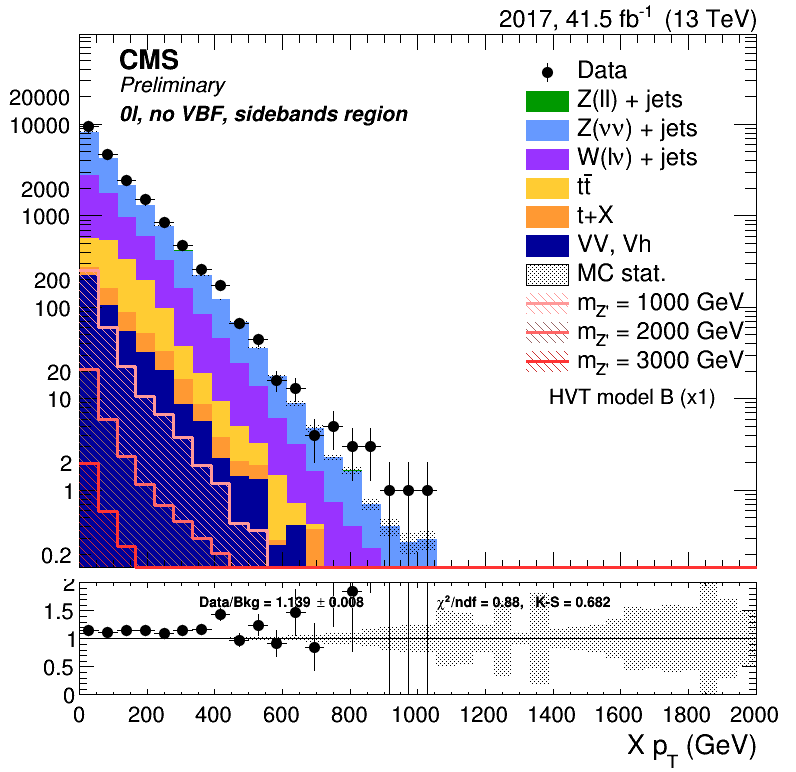 2017, 41.5 fb⁻¹ (13 TeV)
CMS
Preliminary
0l, no VBF, sidebands region
Data
Z(ll) + jets
Z(νν) + jets
W(lν) + jets
tt̄
t+X
VV, Vh
MC stat.
m_Z' = 1000 GeV
m_Z' = 2000 GeV
m_Z' = 3000 GeV
HVT model B (x1)
20000
10000
2000
1000
200
100
20
10
2
1
0.2
2
1.5
1
0.5
0
Data/Bkg = 1.139 ± 0.008
χ²/ndf = 0.88, K-S = 0.682
0 200 400 600 800 1000 1200 1400 1600 1800 2000
X p_T (GeV)